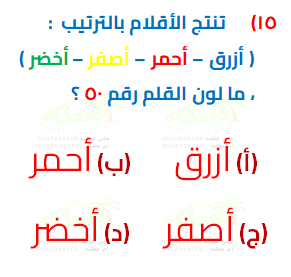 ١٥) تنتج الأقلام بالترتيب :
( أزرق – أحمر – أصفر – أخضر )
، ما لون القلم رقم ٥٠ ؟
(أ) أزرق (ب) أحمر
(ج) أصفر (د) أخضر